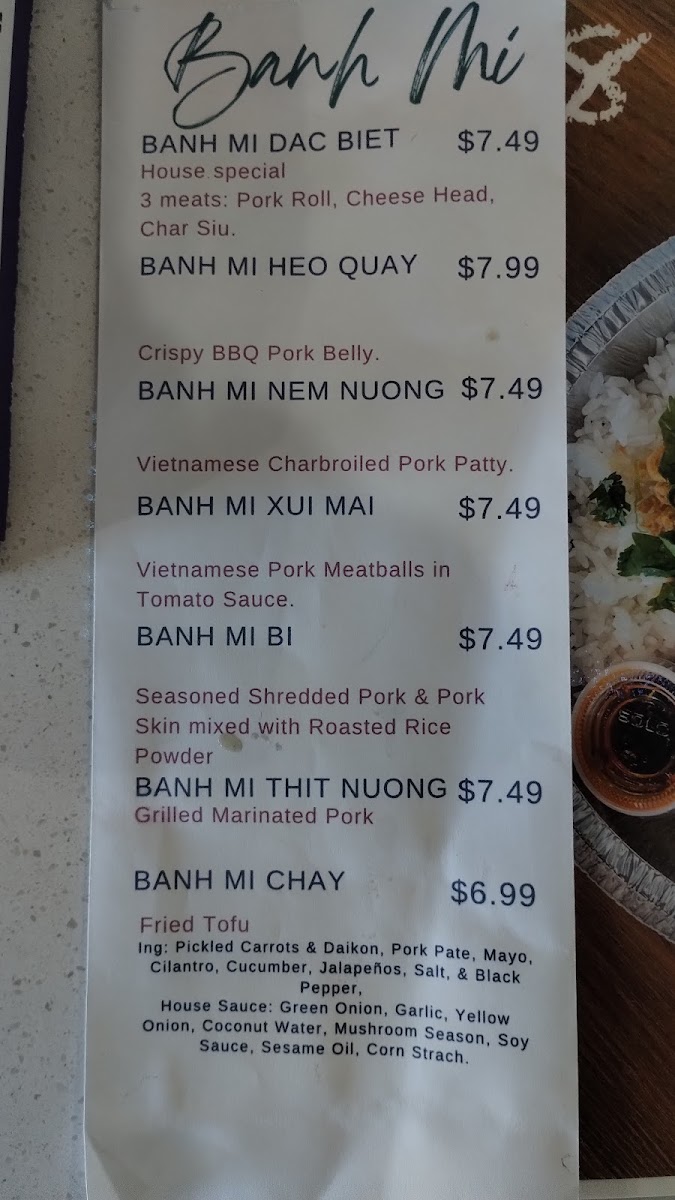 Banh Mi
BANH MI DAC BIET $7.49
House special
3 meats: Pork Roll, Cheese Head,
Char Siu.
BANH MI HEO QUAY $7.99
Crispy BBQ Pork Belly.
BANH MI NEM NUONG $7.49
Vietnamese Charbroiled Pork Patty.
BANH MI XUI MAI $7.49
Vietnamese Pork Meatballs in
Tomato Sauce.
BANH MI BI $7.49
Seasoned Shredded Pork & Pork
Skin mixed with Roasted Rice
Powder
BANH MI THIT NUONG $7.49
Grilled Marinated Pork
BANH MI CHAY $6.99
Fried Tofu
Ing: Pickled Carrots & Daikon, Pork Pate, Mayo,
Cilantro, Cucumber, Jalapeños, Salt, & Black
Pepper,
House Sauce: Green Onion, Garlic, Yellow
Onion, Coconut Water, Mushroom Season, Soy
Sauce, Sesame Oil, Corn Strach.
SOLO